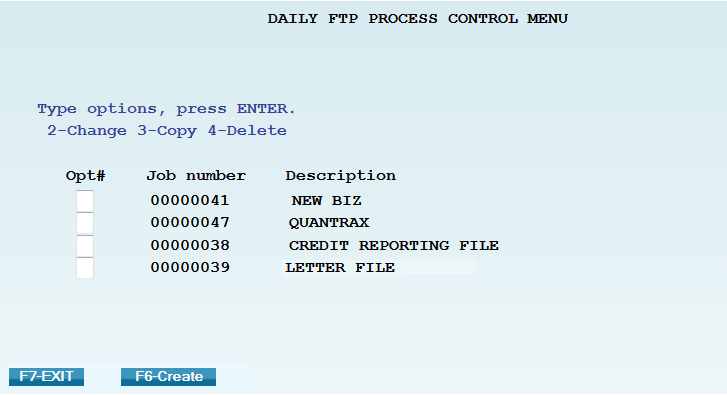 DAILY FTP PROCESS CONTROL MENU
Type options, press ENTER.
2-Change 3-Copy 4-Delete
Opt# Job number Description
00000041 NEW BIZ
00000047 QUANTRAX
00000038 CREDIT REPORTING FILE
00000039 LETTER FILE
F7-EXIT F6-Create